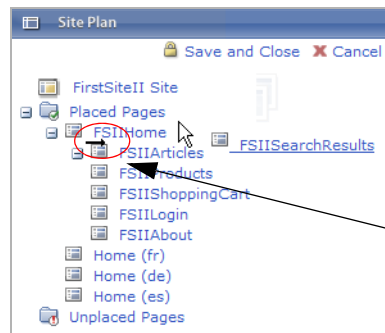 Site Plan
Save and Close Cancel
FirstSiteII Site
Placed Pages
FSIIHome
FSIISearchResults
FSIIArticles
FSIIProducts
FSIIShoppingCart
FSIILogin
FSIIAbout
Home (fr)
Home (de)
Home (es)
Unplaced Pages